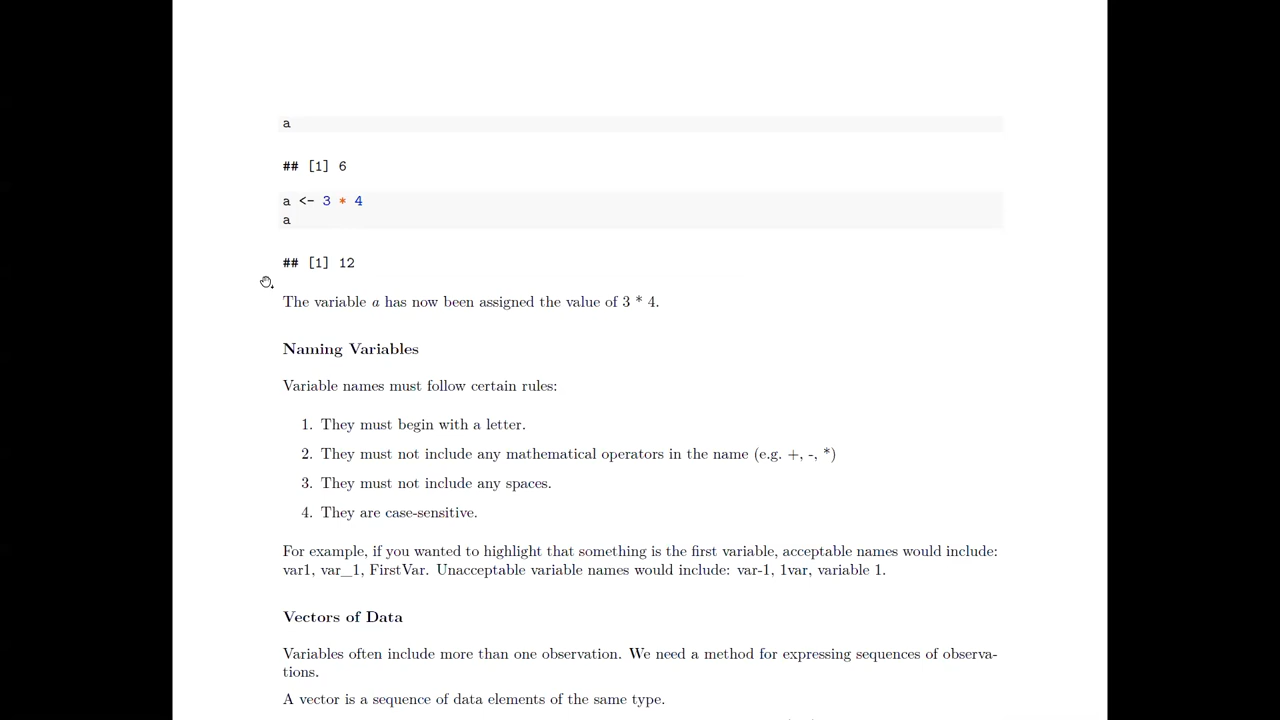 a
## [1] 6
a <- 3 * 4
a
## [1] 12
The variable a has now been assigned the value of 3 * 4.
Naming Variables
Variable names must follow certain rules:
1. They must begin with a letter.
2. They must not include any mathematical operators in the name (e.g. +, -, *)
3. They must not include any spaces.
4. They are case-sensitive.
For example, if you wanted to highlight that something is the first variable, acceptable names would include:
var1, var_1, FirstVar. Unacceptable variable names would include: var-1, 1var, variable 1.
Vectors of Data
Variables often include more than one observation. We need a method for expressing sequences of observa-
tions.
A vector is a sequence of data elements of the same type.